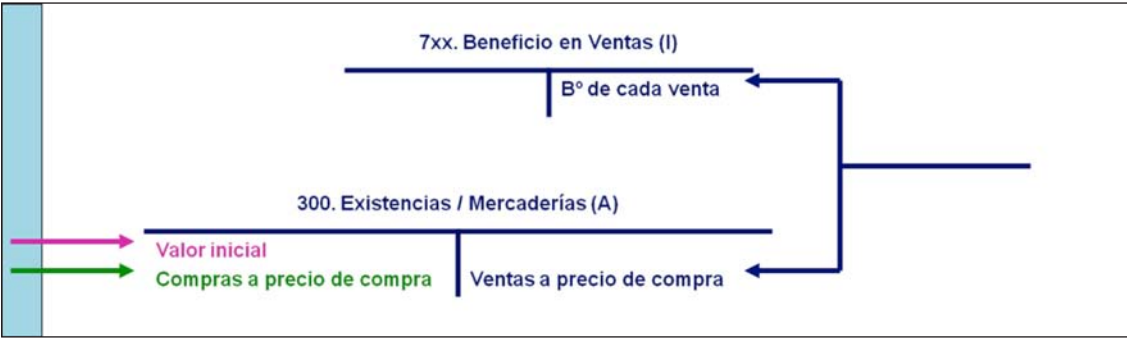 7xx. Beneficio en Ventas (I)
Bº de cada venta
300. Existencias / Mercaderías (A)
Valor inicial
Compras a precio de compra
Ventas a precio de compra